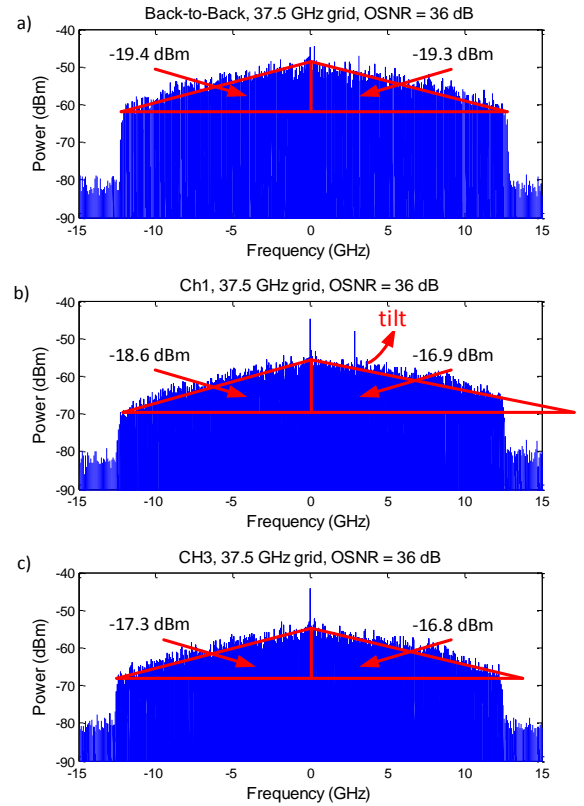 a)
Back-to-Back, 37.5 GHz grid, OSNR = 36 dB
-40
-50
-60
-70
-80
-90
Power (dBm)
-19.4 dBm
-19.3 dBm
-15
-10
-5
0
5
10
15
Frequency (GHz)
b)
Ch1, 37.5 GHz grid, OSNR = 36 dB
-40
-50
-60
-70
-80
-90
Power (dBm)
tilt
-18.6 dBm
-16.9 dBm
-15
-10
-5
0
5
10
15
Frequency (GHz)
c)
CH3, 37.5 GHz grid, OSNR = 36 dB
-40
-50
-60
-70
-80
-90
Power (dBm)
-17.3 dBm
-16.8 dBm
-15
-10
-5
0
5
10
15
Frequency (GHz)